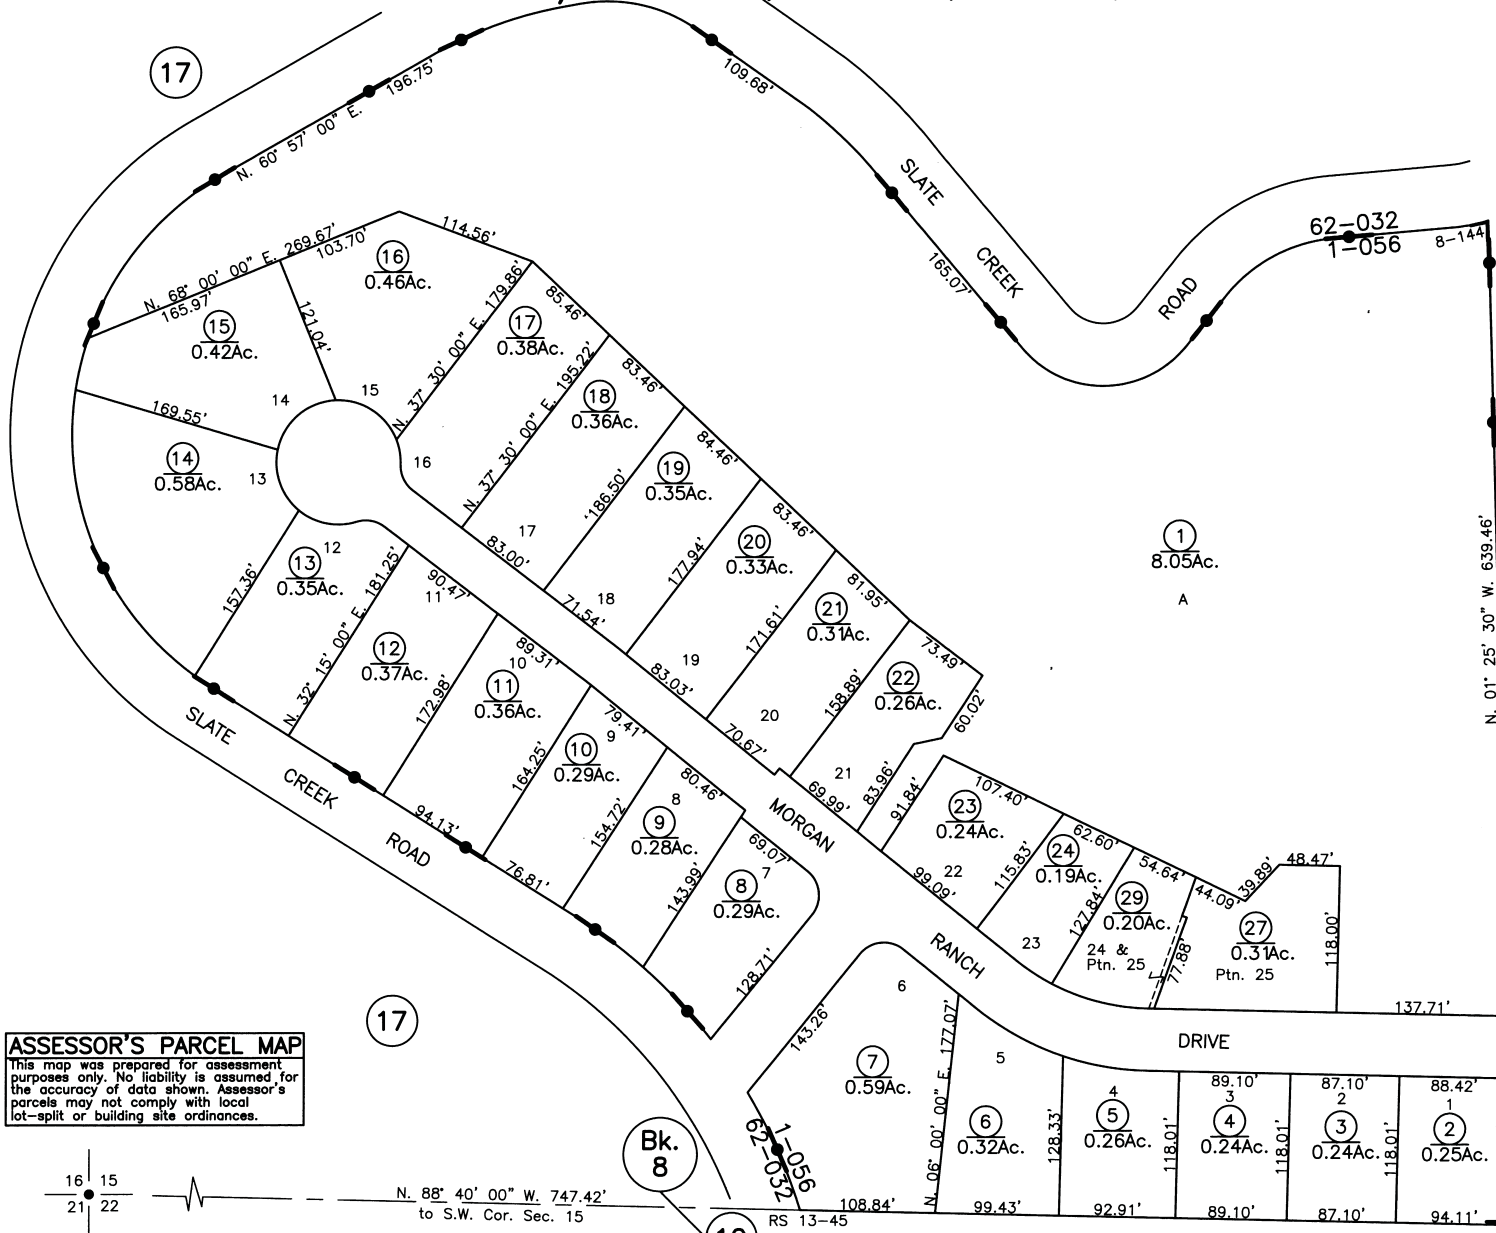 17
N. 60° 57' 00" E.
196.75'
109.68'
SLATE
CREEK
ROAD
165.07'
62-032
1-056
8-144
N. 01° 25' 30" W. 639.46'
1
8.05Ac.
A
N. 68° 00' 00" E. 269.67'
165.97'
103.70'
114.56'
16
0.46Ac.
15
0.42Ac.
121.04'
14
15
169.55'
14
0.58Ac.
13
N. 37° 30' 00" E. 179.86'
16
85.46'
17
0.38Ac.
N. 37° 30' 00" E. 195.22'
17
83.00'
83.46'
18
0.36Ac.
186.50'
18
71.54'
84.46'
19
0.35Ac.
177.94'
19
83.03'
83.46'
20
0.33Ac.
171.61'
20
70.67'
81.95'
21
0.31Ac.
158.89'
21
69.99'
73.49'
22
0.26Ac.
60.02'
83.96'
157.36'
12
13
0.35Ac.
N. 32° 15' 00" E. 181.25'
90.47'
11
12
0.37Ac.
172.98'
89.31'
10
11
0.36Ac.
94.13'
164.25'
79.41'
9
10
0.29Ac.
76.81'
154.72'
80.46'
8
9
0.28Ac.
143.99'
69.07'
7
8
0.29Ac.
128.71'
SLATE
CREEK
ROAD
MORGAN
RANCH
DRIVE
91.84'
107.40'
23
0.24Ac.
22
99.09'
115.83'
62.60'
24
0.19Ac.
23
127.84'
54.64'
29
0.20Ac.
24 &
Ptn. 25
77.88'
44.09'
39.89'
48.47'
27
0.31Ac.
Ptn. 25
118.00'
137.71'
143.26'
6
7
0.59Ac.
108.84'
N. 06° 00' 00" E. 177.07'
5
6
0.32Ac.
99.43'
128.33'
4
5
0.26Ac.
92.91'
118.01'
89.10'
3
4
0.24Ac.
89.10'
118.01'
87.10'
2
3
0.24Ac.
87.10'
118.01'
88.42'
1
2
0.25Ac.
94.11'
17
ASSESSOR'S PARCEL MAP
This map was prepared for assessment
purposes only. No liability is assumed for
the accuracy of data shown. Assessor's
parcels may not comply with local
lot-split or building site ordinances.
Bk.
8
1-056
62-032
16 15
21 22
N. 88° 40' 00" W. 747.42'
to S.W. Cor. Sec. 15
RS 13-45